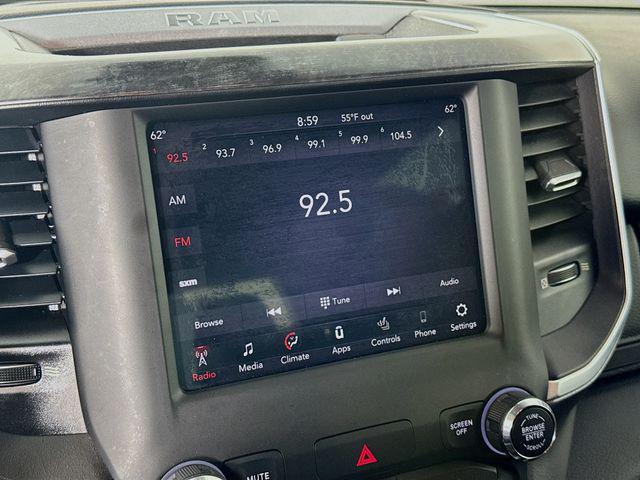 RAM
8:59 55°F out
62° 62°
1 92.5 2 93.7 3 96.9 4 99.1 5 99.9 6 104.5
AM
92.5
FM
sxm
Browse Tune Audio
Radio Media Climate Apps Controls Phone Settings
MUTE
SCREEN
OFF
TUNE
BROWSE
ENTER
SCROLL